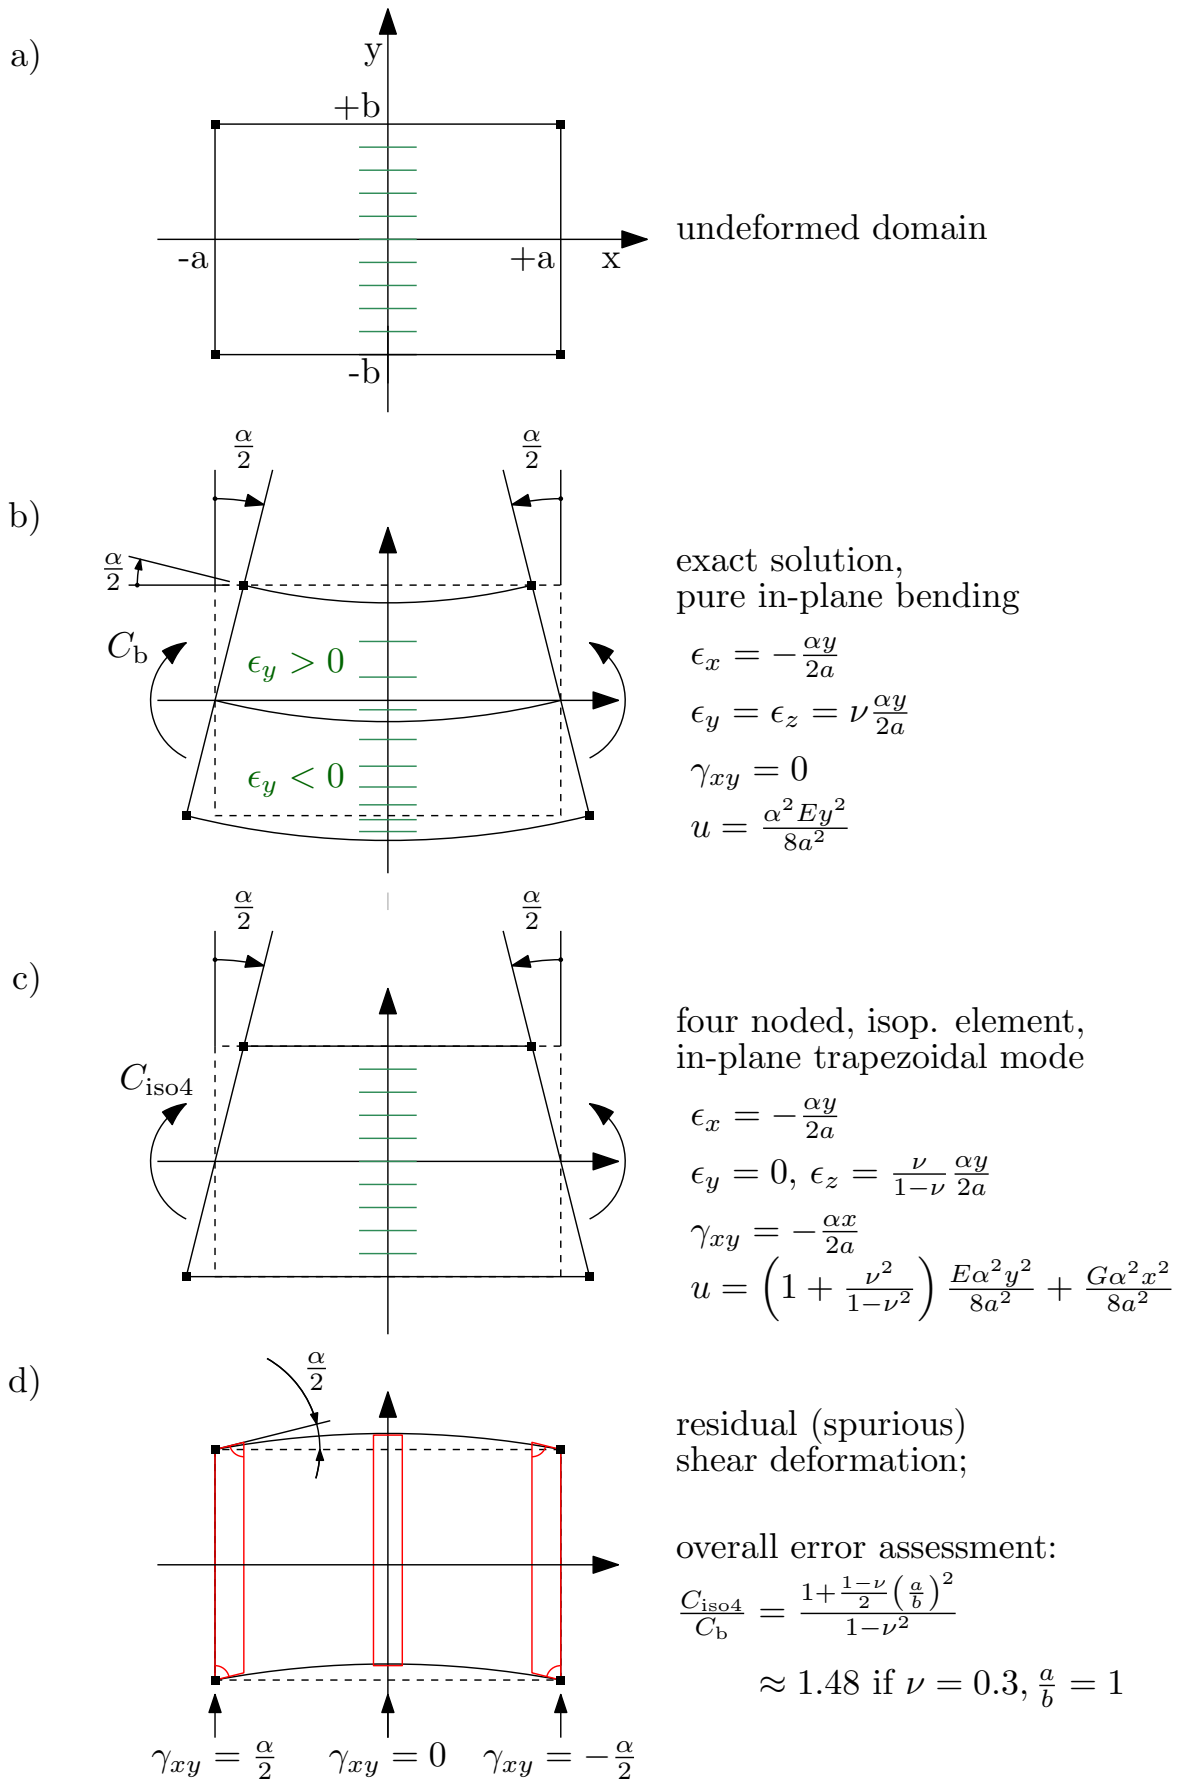 a)
y
+b
-a
+a
x
-b
undeformed domain
b)
α/2
α/2
α/2
C_b
ϵ_y > 0
ϵ_y < 0
exact solution,
pure in-plane bending
ϵ_x = −αy/2a
ϵ_y = ϵ_z = ν αy/2a
γ_xy = 0
u = α²Ey²/8a²
c)
α/2
α/2
C_iso4
four noded, isop. element,
in-plane trapezoidal mode
ϵ_x = −αy/2a
ϵ_y = 0, ϵ_z = ν/(1−ν) αy/2a
γ_xy = −αx/2a
u = (1 + ν²/(1−ν²)) Eα²y²/8a² + Gα²x²/8a²
d)
α/2
residual (spurious)
shear deformation;
overall error assessment:
C_iso4/C_b = (1+(1−ν)/2 (a/b)²)/(1−ν²)
≈ 1.48 if ν = 0.3, a/b = 1
γ_xy = α/2
γ_xy = 0
γ_xy = −α/2